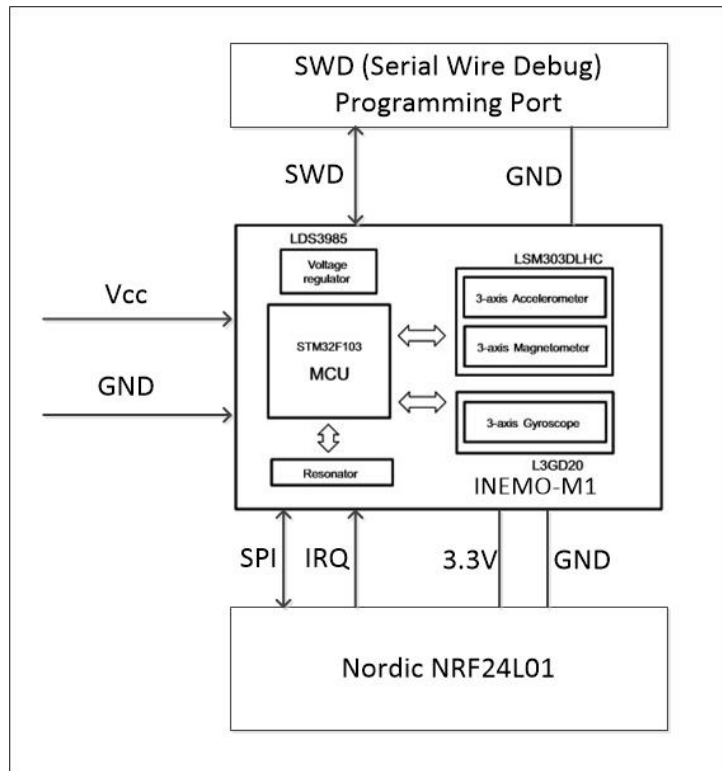 SWD (Serial Wire Debug)
Programming Port
SWD
GND
LDS3985
Voltage
regulator
LSM303DLHC
3-axis Accelerometer
3-axis Magnetometer
Vcc
STM32F103
MCU
GND
3-axis Gyroscope
Resonator
L3GD20
INEMO-M1
SPI
IRQ
3.3V
GND
Nordic NRF24L01